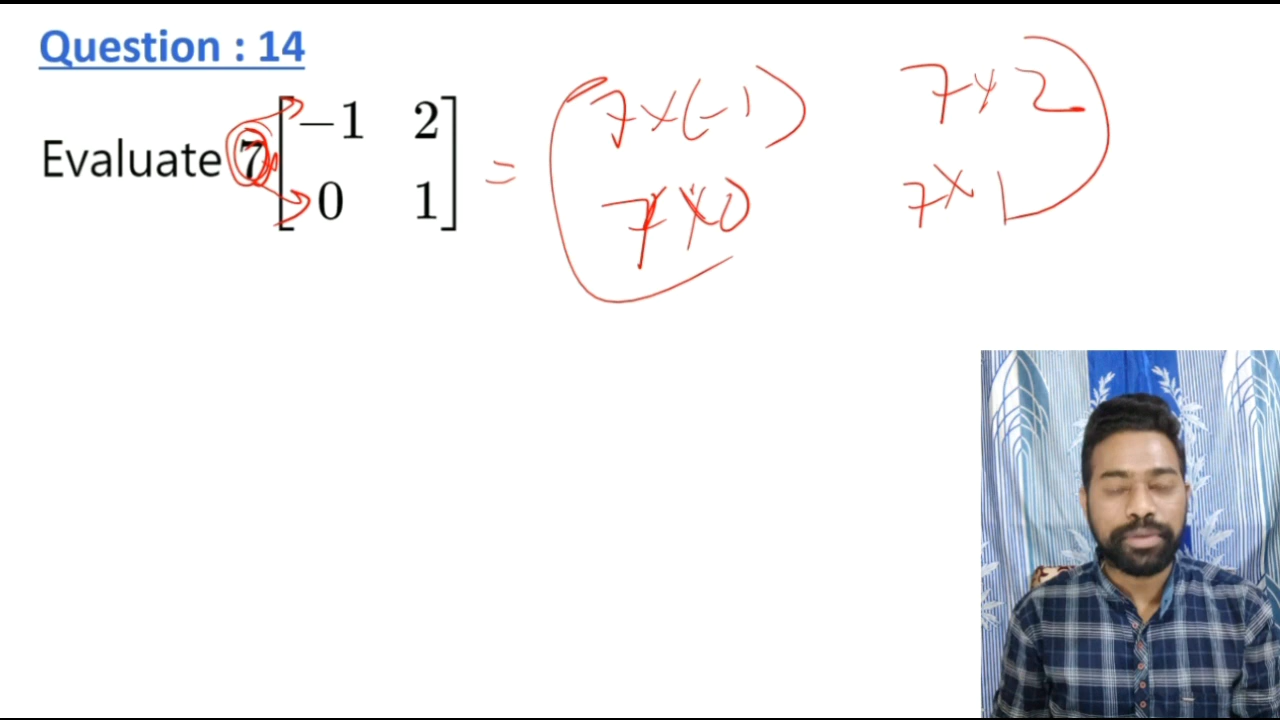 Question : 14
Evaluate 7 [ -1 2 ] = ( 7×(-1) 7×2 )
[ 0 1 ] ( 7×0 7×1 )